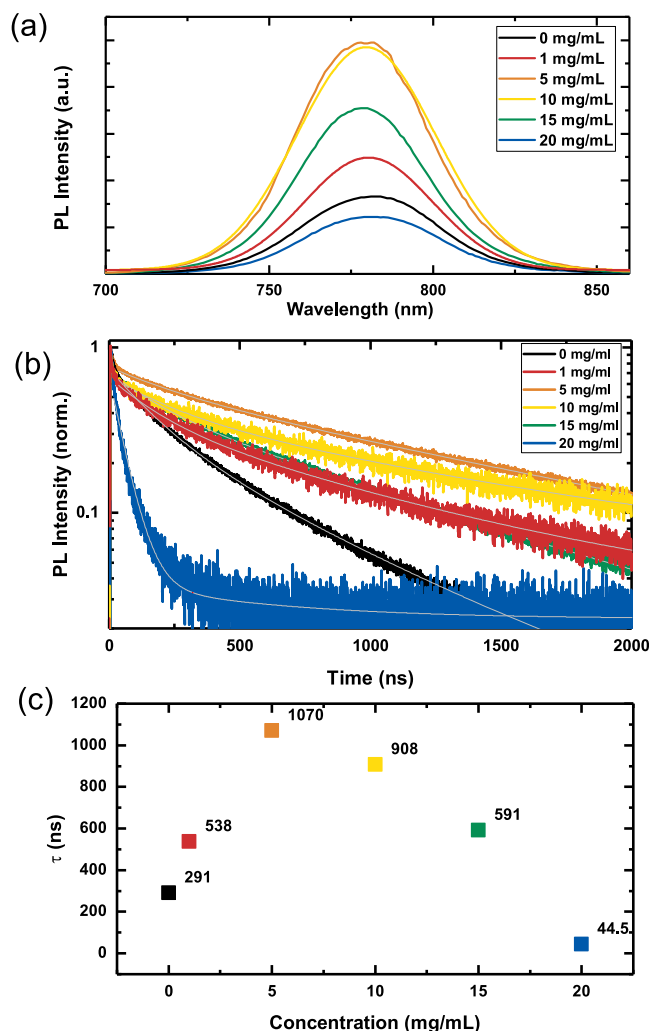 (a)
0 mg/mL
1 mg/mL
5 mg/mL
10 mg/mL
15 mg/mL
20 mg/mL
PL Intensity (a.u.)
700 750 800 850
Wavelength (nm)
(b)
1
0.1
0 mg/ml
1 mg/ml
5 mg/ml
10 mg/ml
15 mg/ml
20 mg/ml
PL Intensity (norm.)
0 500 1000 1500 2000
Time (ns)
(c)
1200
1000
800
600
400
200
0
τ (ns)
1070
908
591
538
291
44.5
0 5 10 15 20
Concentration (mg/mL)